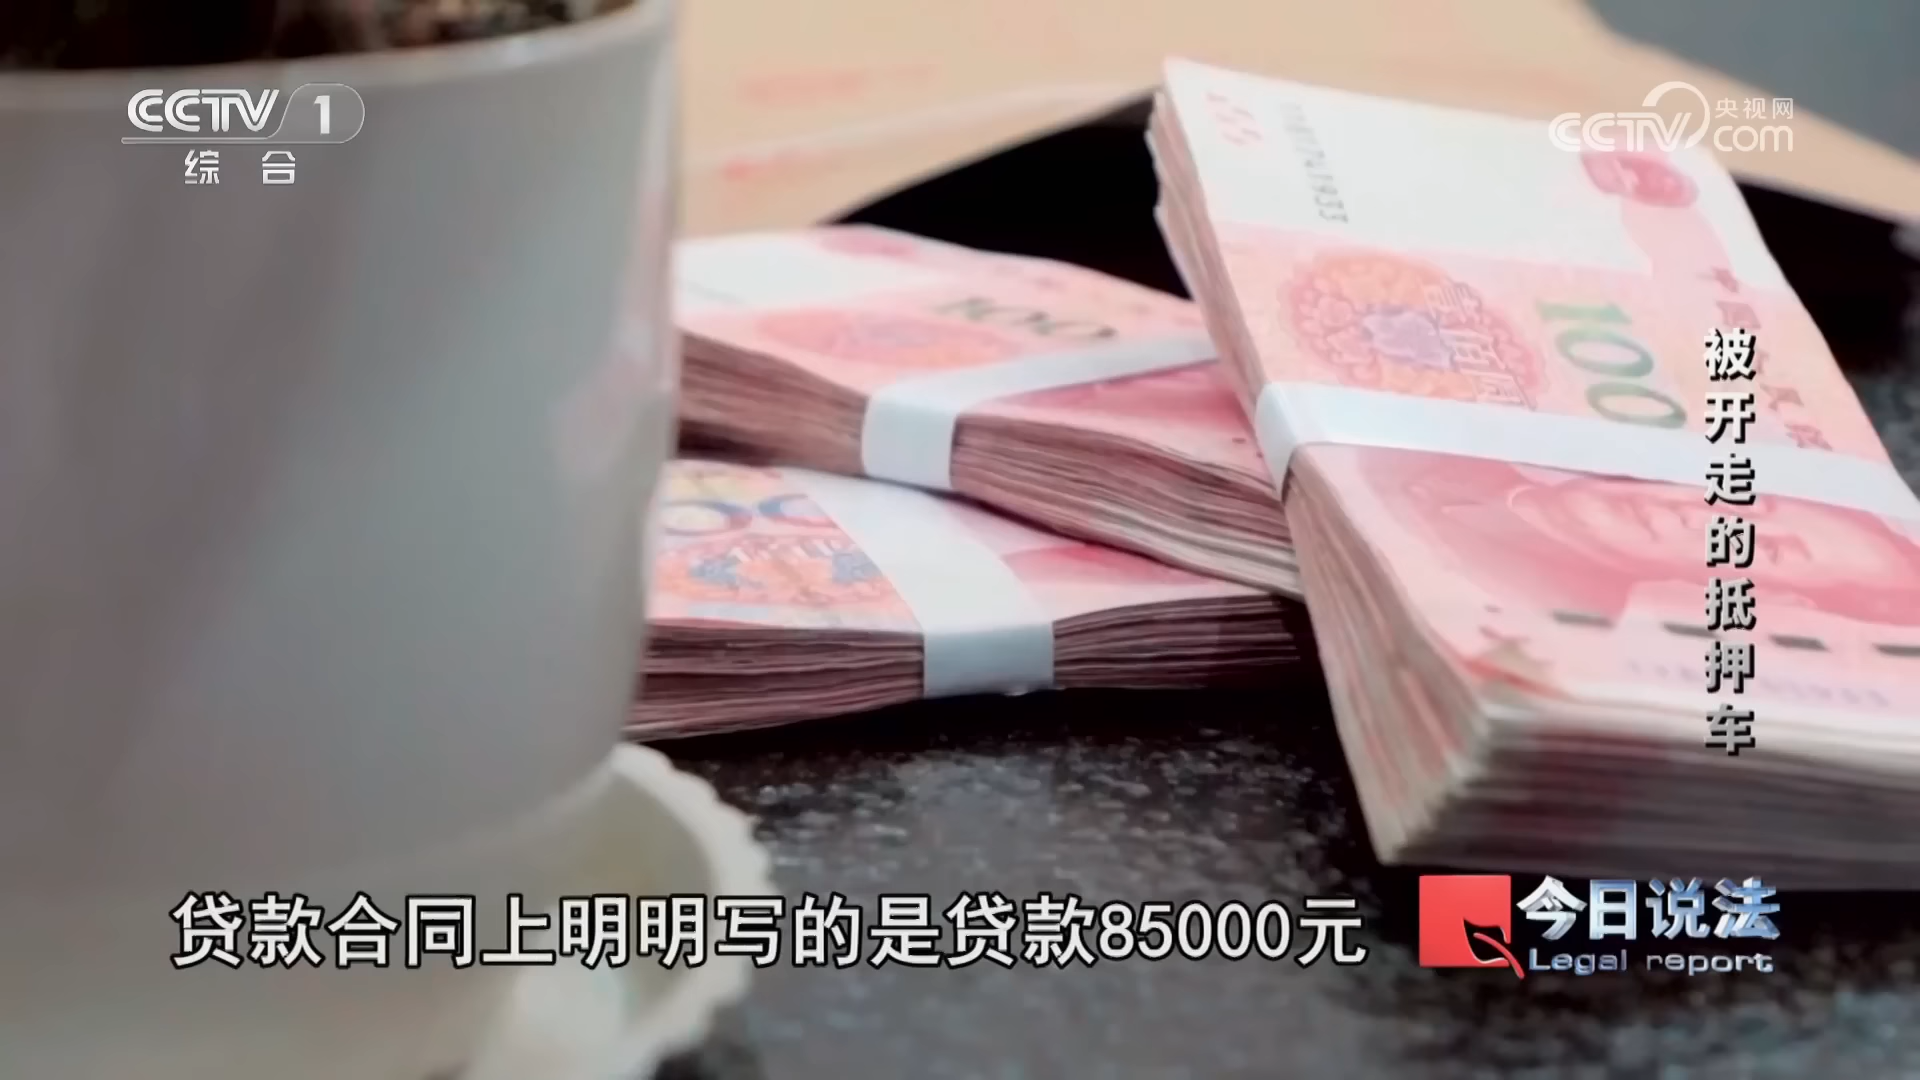 CCTV 1
综合
央视网
CCTV.com
100
100
被开走的抵押车
贷款合同上明明写的是贷款85000元
今日说法
Legal report